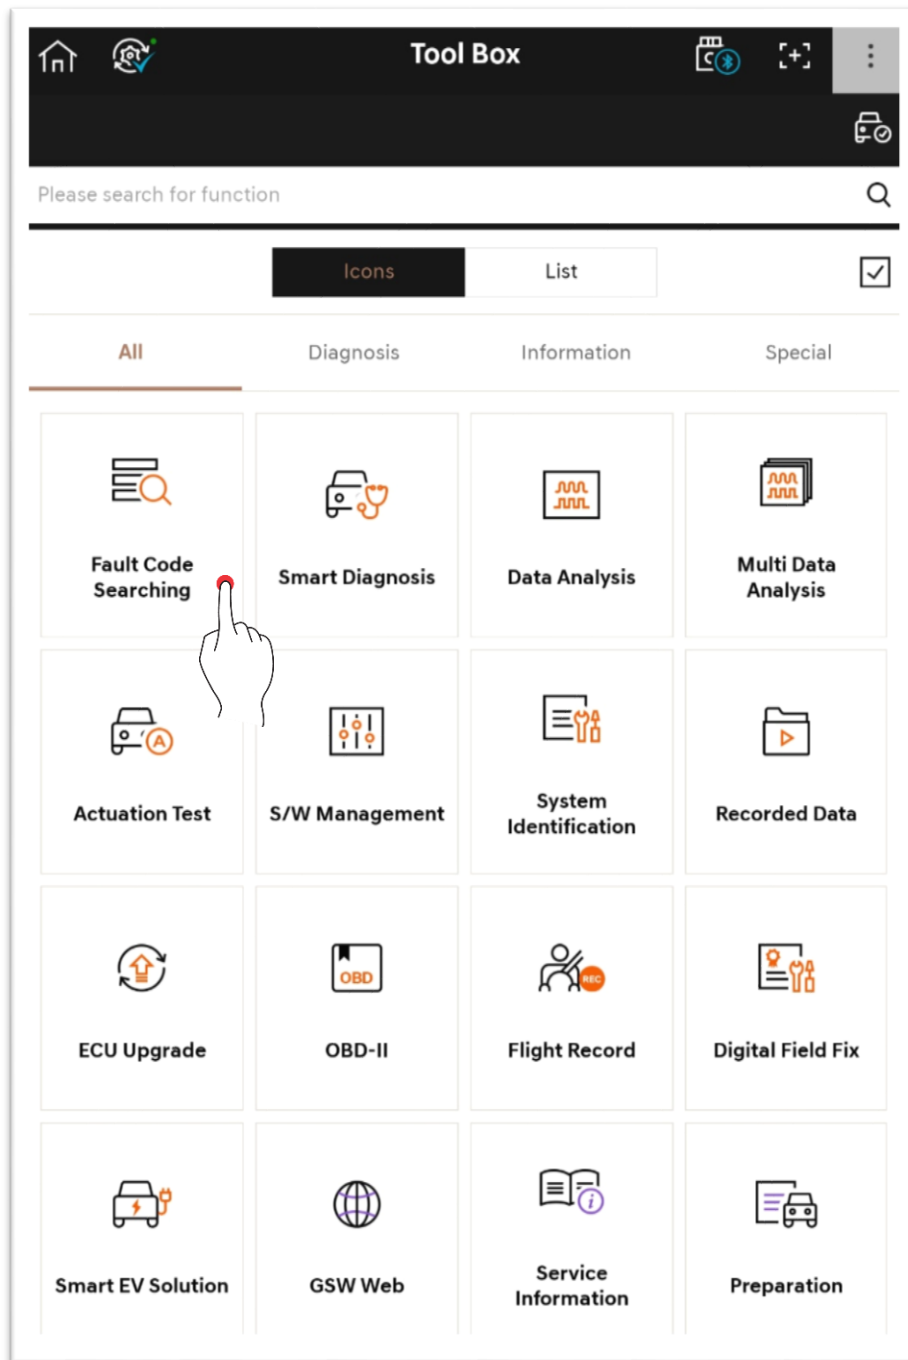 Tool Box
Please search for function
Icons
List
All
Diagnosis
Information
Special
Fault Code
Searching
Smart Diagnosis
Data Analysis
Multi Data
Analysis
A
Actuation Test
S/W Management
System
Identification
Recorded Data
ECU Upgrade
OBD
OBD-II
REC
Flight Record
Digital Field Fix
Smart EV Solution
GSW Web
i
Service
Information
Preparation